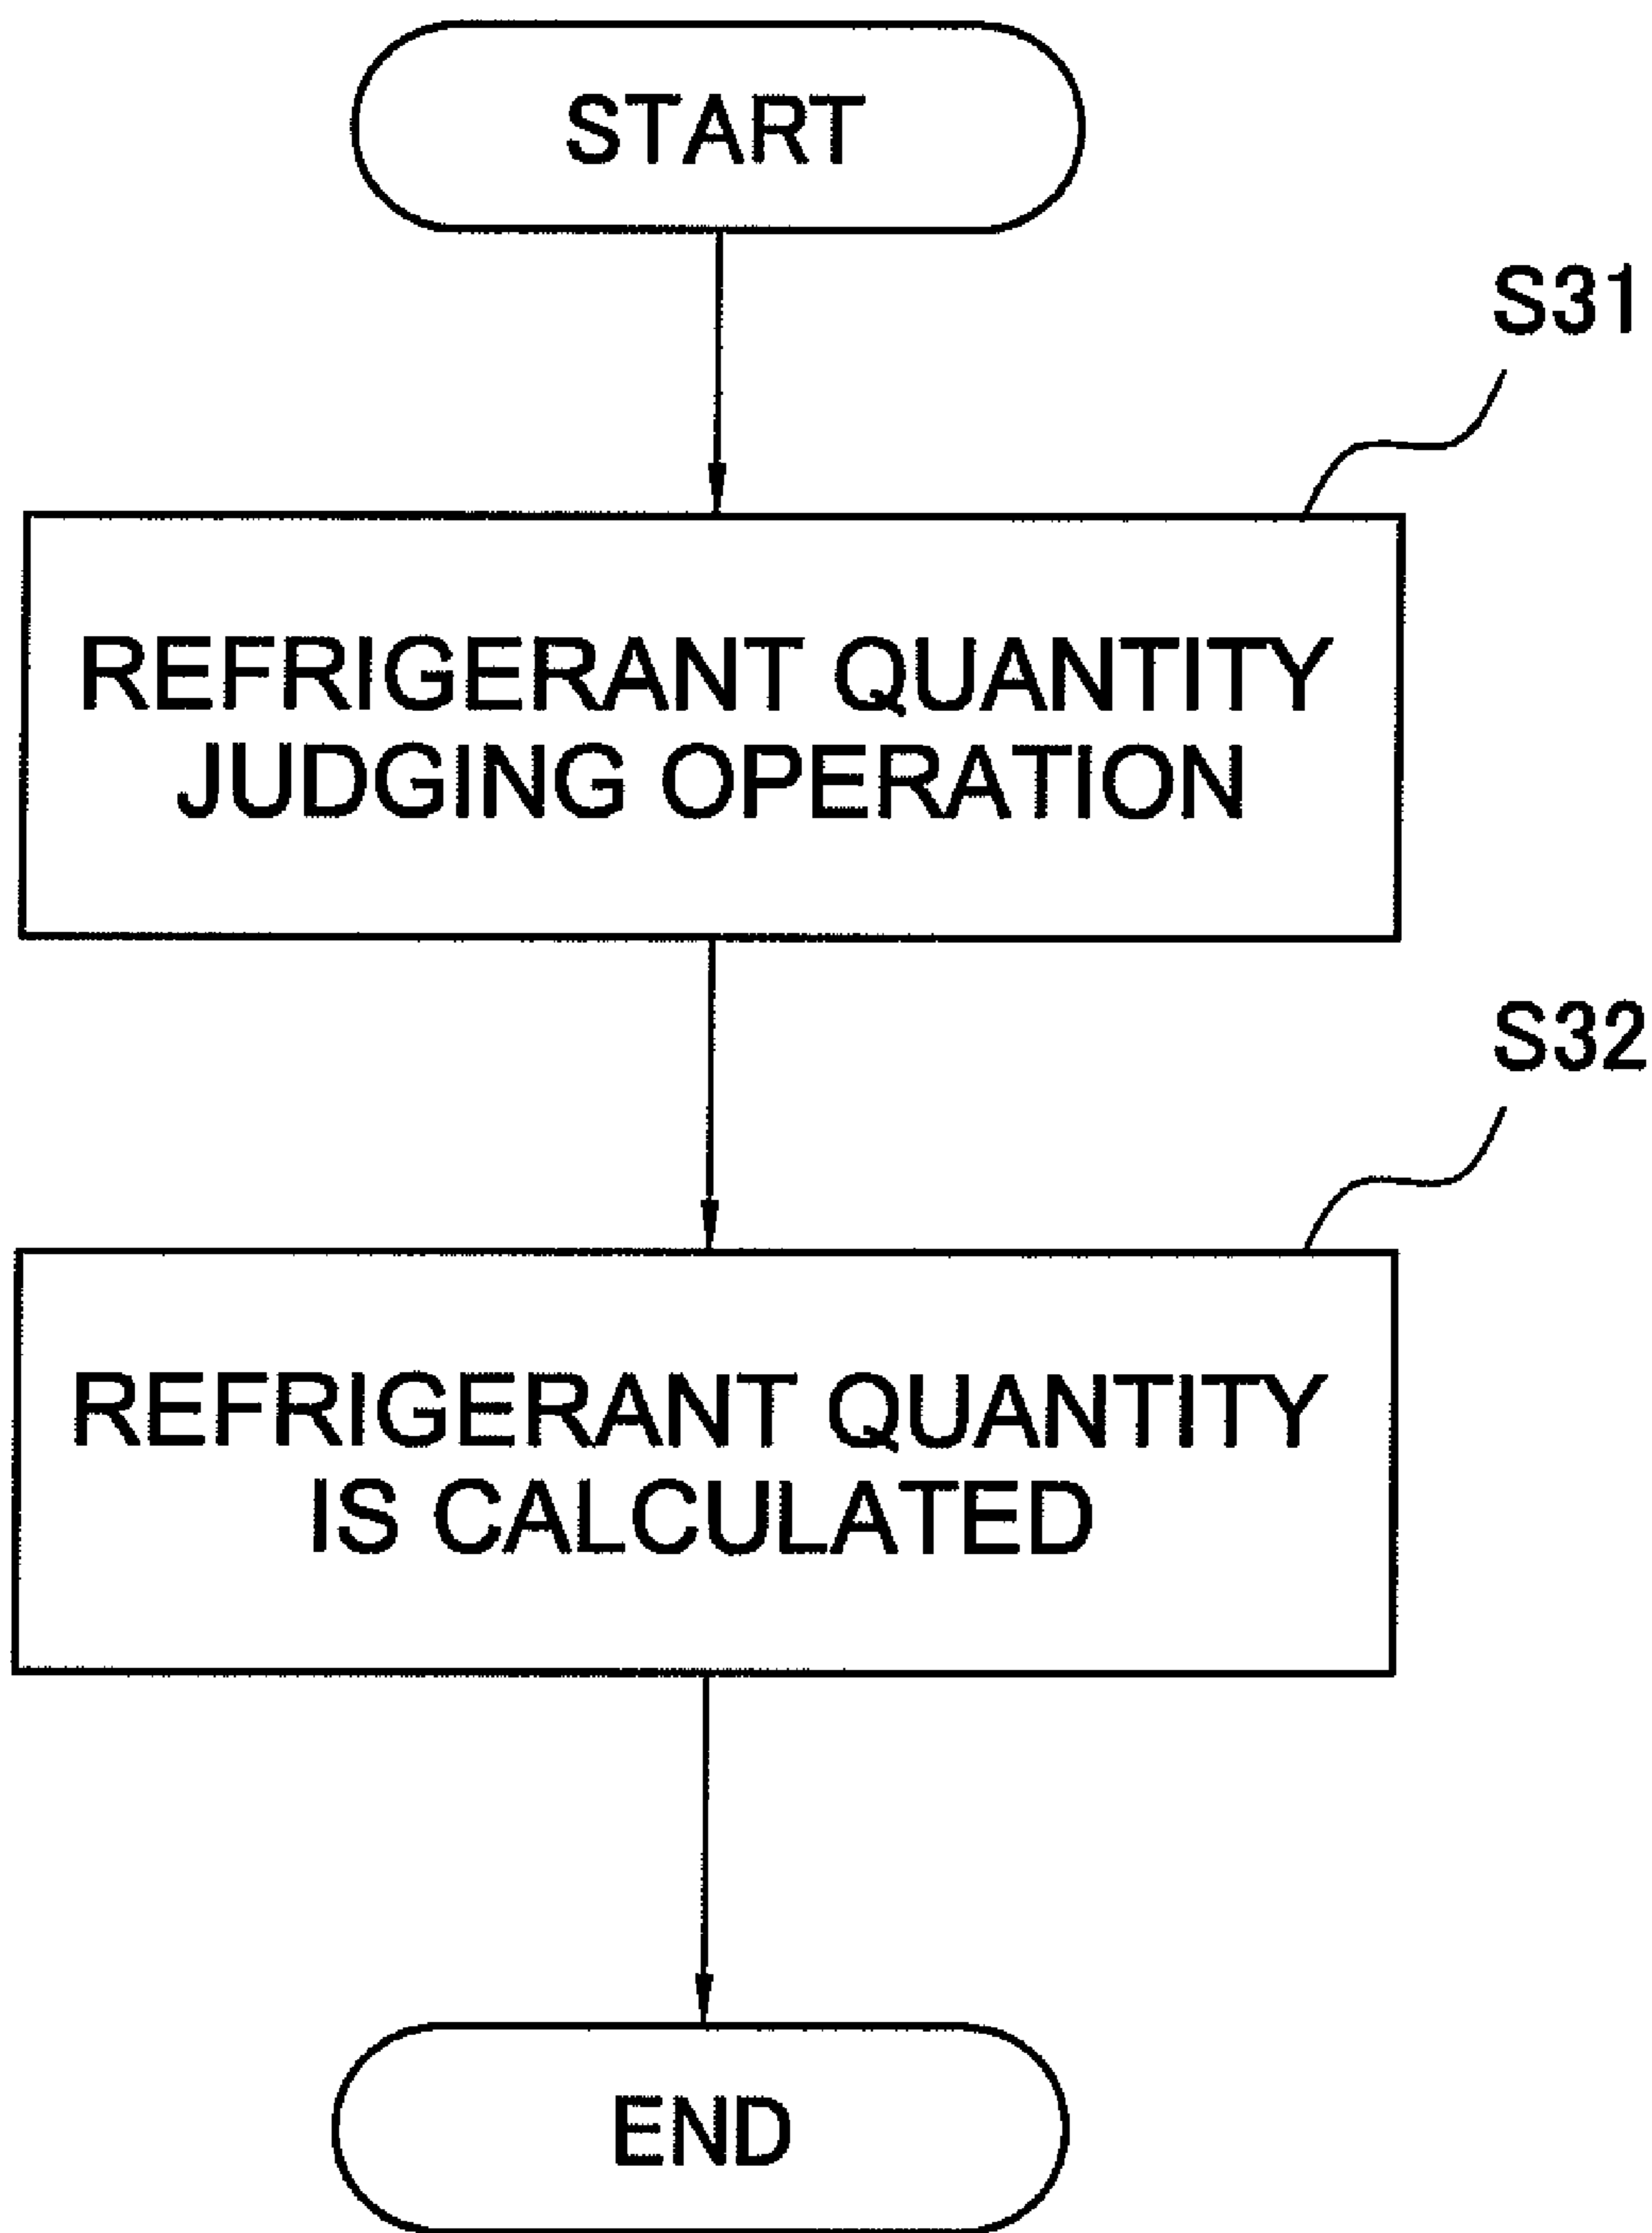 START
S31
REFRIGERANT QUANTITY
JUDGING OPERATION
S32
REFRIGERANT QUANTITY
IS CALCULATED
END